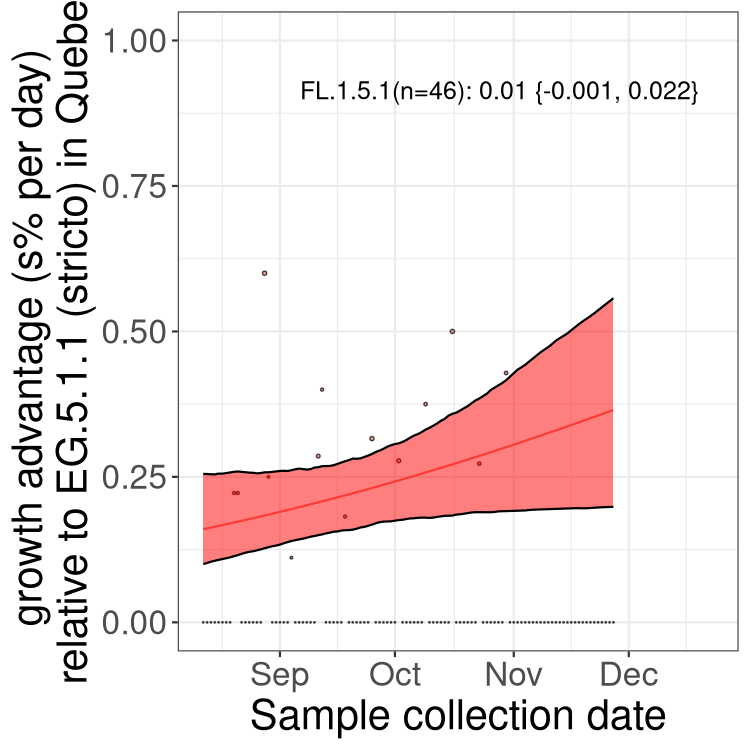 growth advantage (s% per day)
relative to EG.5.1.1 (stricto) in Quebe
1.00
0.75
0.50
0.25
0.00
FL.1.5.1(n=46): 0.01 {-0.001, 0.022}
Sep Oct Nov Dec
Sample collection date